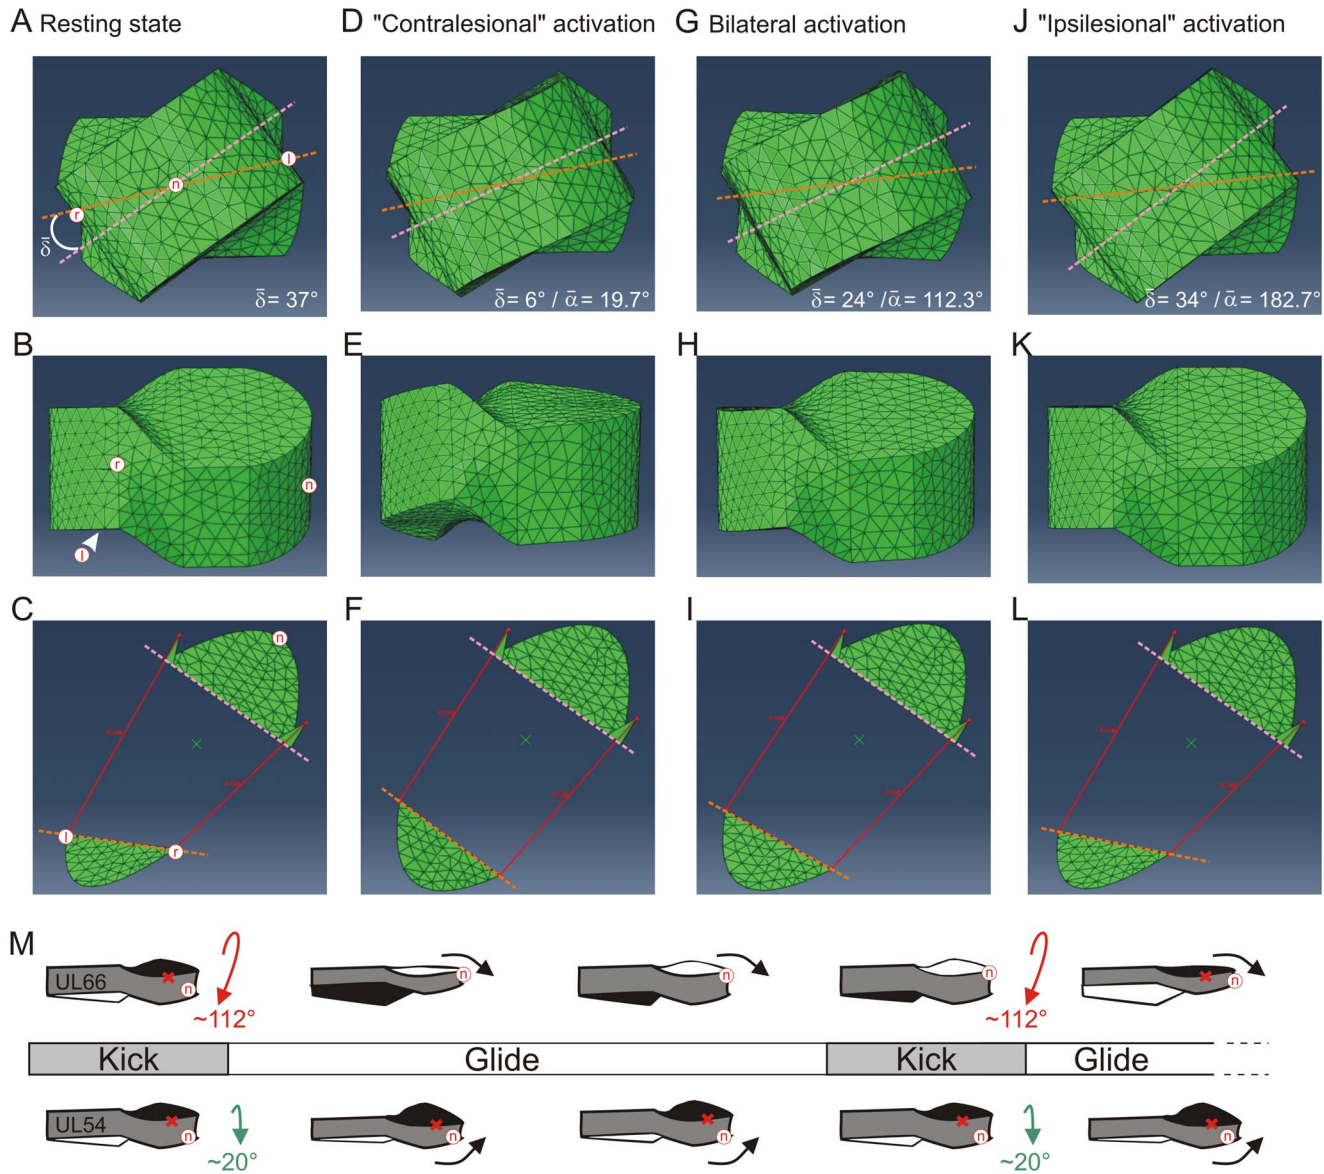 A Resting state
D "Contralesional" activation
G Bilateral activation
J "Ipsilesional" activation
l
n
r
δ̄
δ̄= 37°
δ̄= 6° / ᾱ= 19.7°
δ̄= 24° /ᾱ= 112.3°
δ̄= 34° / ᾱ= 182.7°
B
E
H
K
r
n
l
C
F
I
L
n
l
r
M
UL66
n
n
n
n
n
~112°
~112°
Kick
Glide
Kick
Glide
UL54
n
n
n
n
n
~20°
~20°